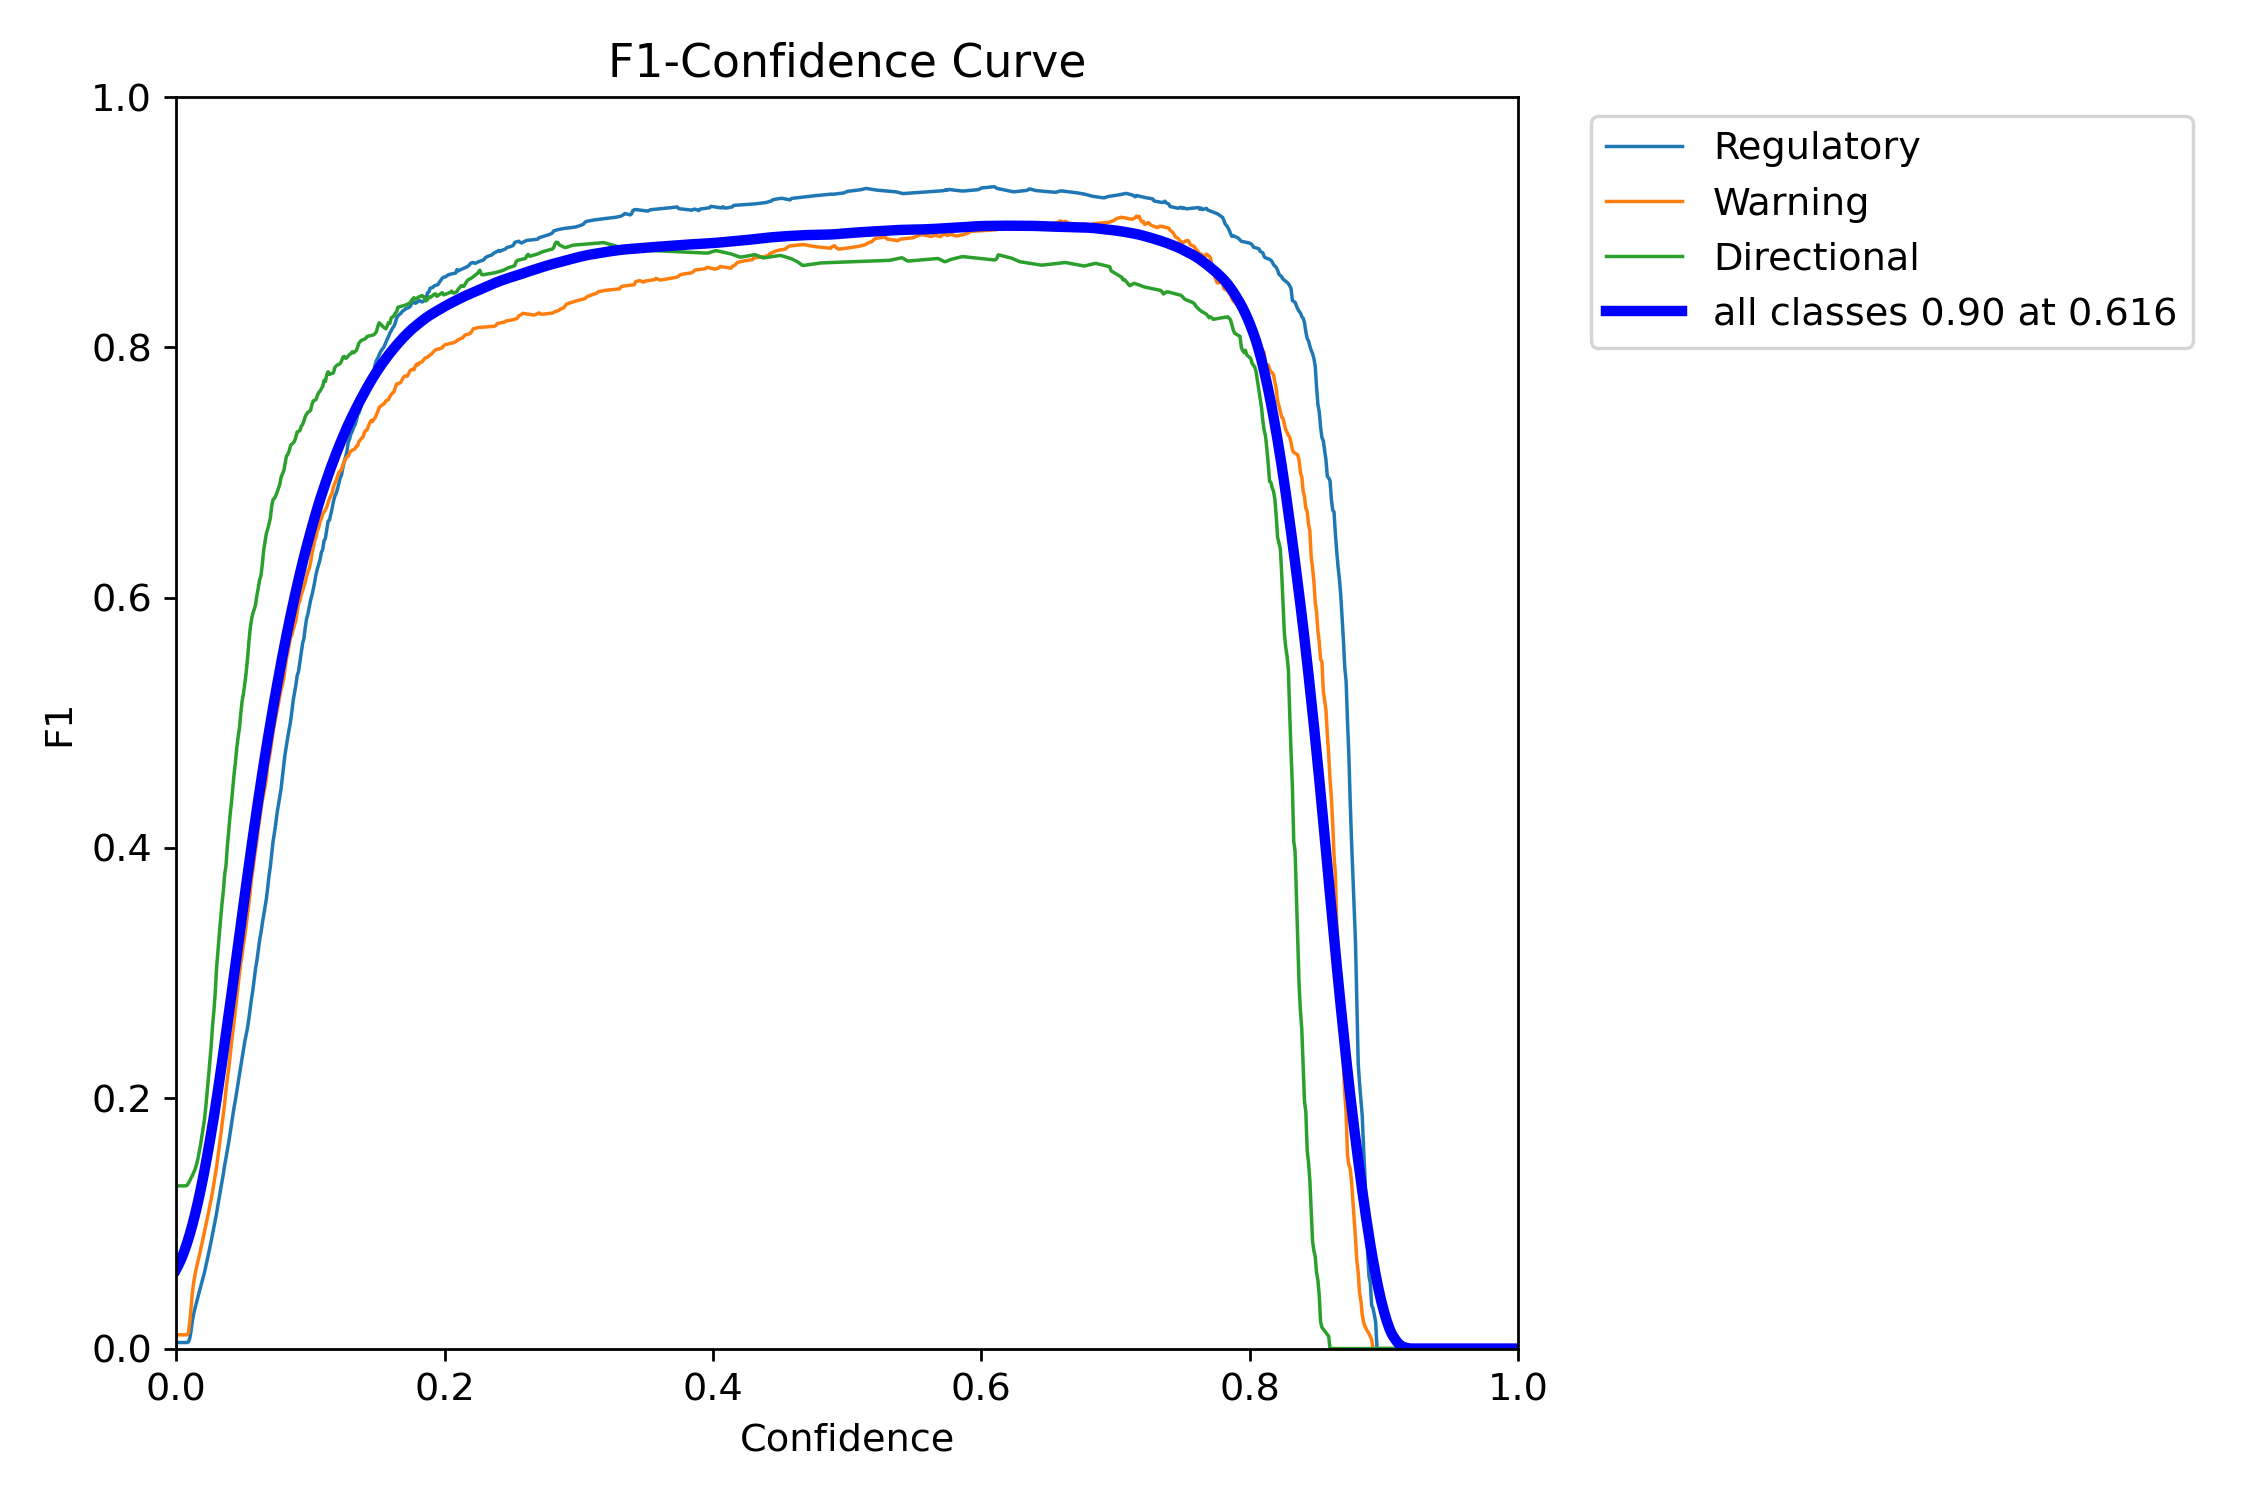 F1-Confidence Curve
1.0
0.8
0.6
0.4
0.2
0.0
F1
0.0 0.2 0.4 0.6 0.8 1.0
Confidence
Regulatory
Warning
Directional
all classes 0.90 at 0.616